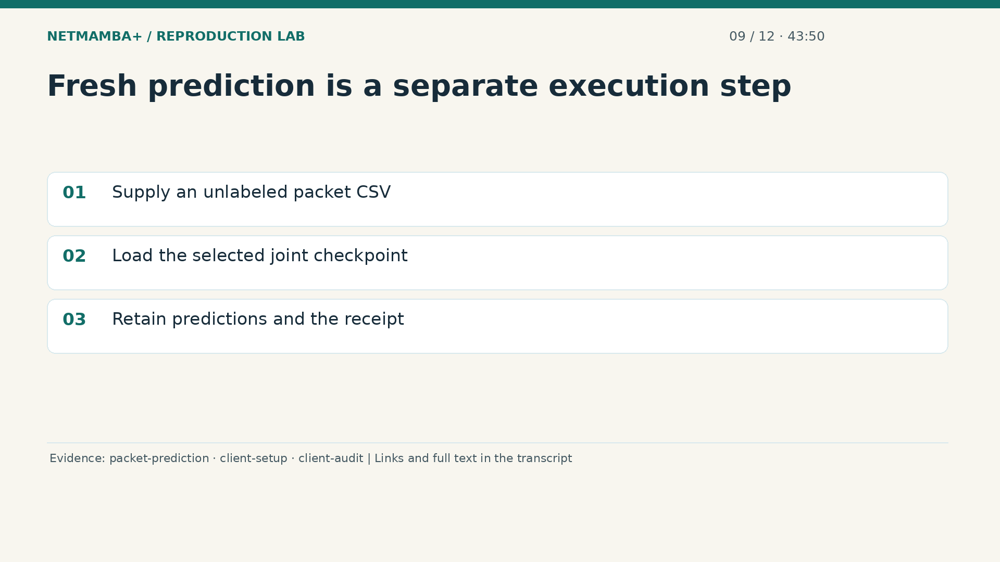 NETMAMBA+ / REPRODUCTION LAB
09 / 12 · 43:50
Fresh prediction is a separate execution step
01 Supply an unlabeled packet CSV
02 Load the selected joint checkpoint
03 Retain predictions and the receipt
Evidence: packet-prediction · client-setup · client-audit | Links and full text in the transcript